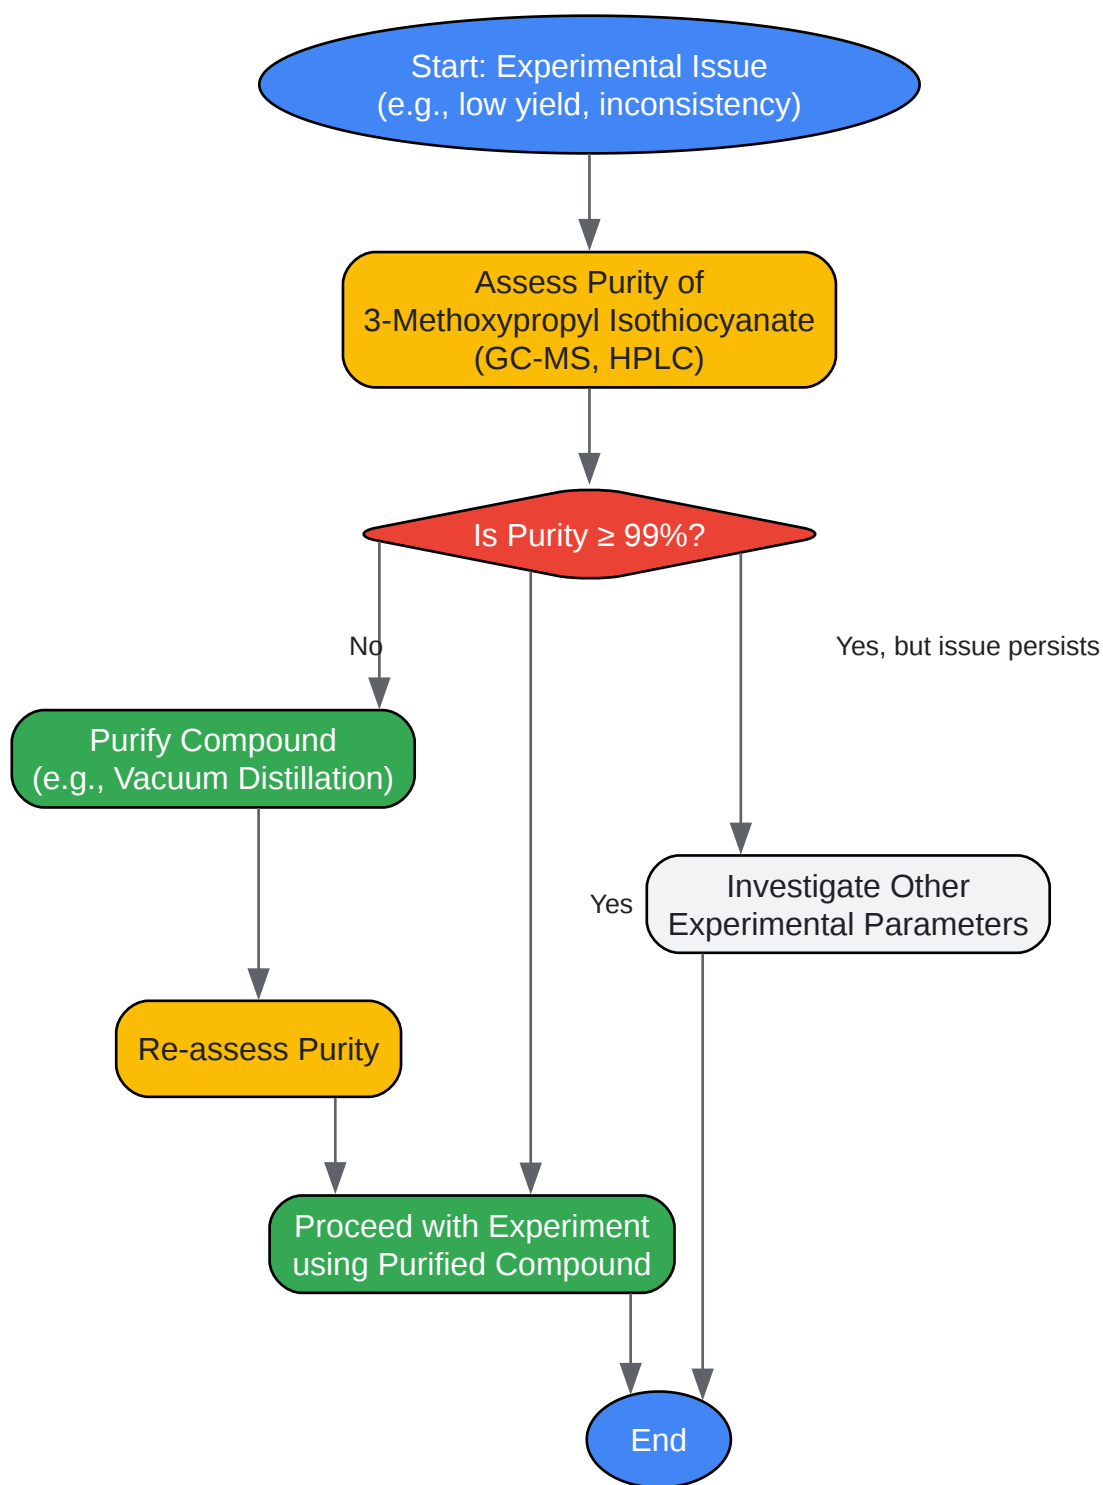 Start: Experimental Issue
(e.g., low yield, inconsistency)
Assess Purity of
3-Methoxypropyl Isothiocyanate
(GC-MS, HPLC)
Is Purity ≥ 99%?
No
Yes, but issue persists
Purify Compound
(e.g., Vacuum Distillation)
Yes
Investigate Other
Experimental Parameters
Re-assess Purity
Proceed with Experiment
using Purified Compound
End